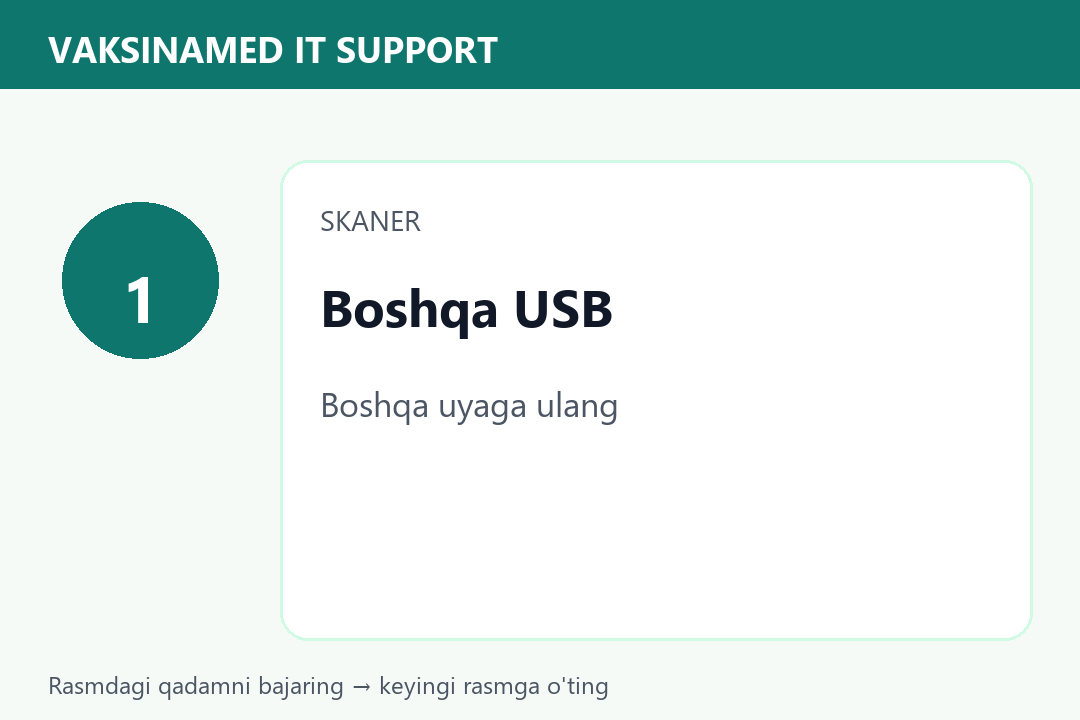 VAKSINAMED IT SUPPORT
1
SKANER
Boshqa USB
Boshqa uyaga ulang
Rasmdagi qadamni bajaring → keyingi rasmga o'ting